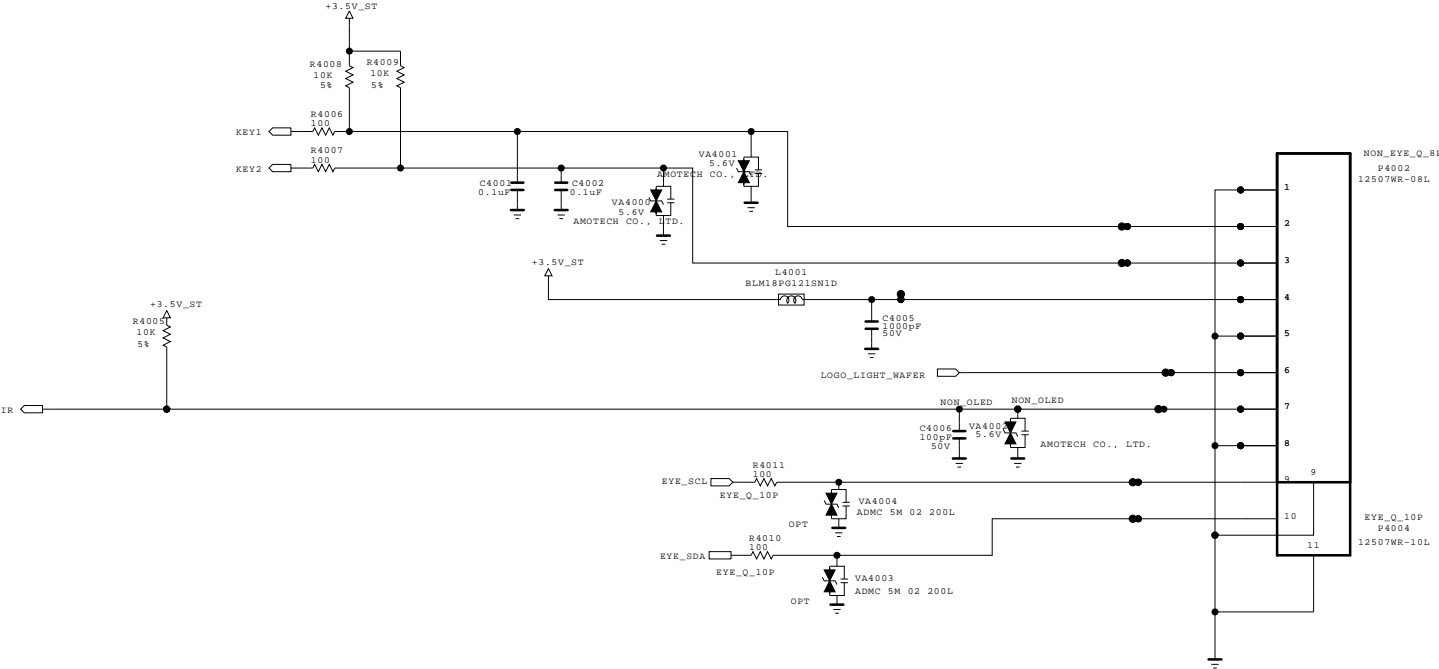 +3.5V_ST
R4008
10K
5%
R4009
10K
5%
R4006
100
KEY1
R4007
100
KEY2
C4001
0.1uF
C4002
0.1uF
VA4000
5.6V
AMOTECH CO., LTD.
VA4001
5.6V
AMOTECH CO., LTD.
NON_EYE_Q_8
P4002
12507WR-08L
1
2
3
4
5
6
7
8
9
9
10
11
+3.5V_ST
L4001
BLM18PG121SN1D
C4005
1000pF
50V
+3.5V_ST
R4005
10K
5%
LOGO_LIGHT_WAFER
IR
NON_OLED
NON_OLED
C4006
100pF
50V
VA4002
5.6V
AMOTECH CO., LTD.
R4011
100
EYE_SCL
EYE_Q_10P
VA4004
ADMC 5M 02 200L
OPT
R4010
100
EYE_SDA
EYE_Q_10P
VA4003
ADMC 5M 02 200L
OPT
EYE_Q_10P
P4004
12507WR-10L